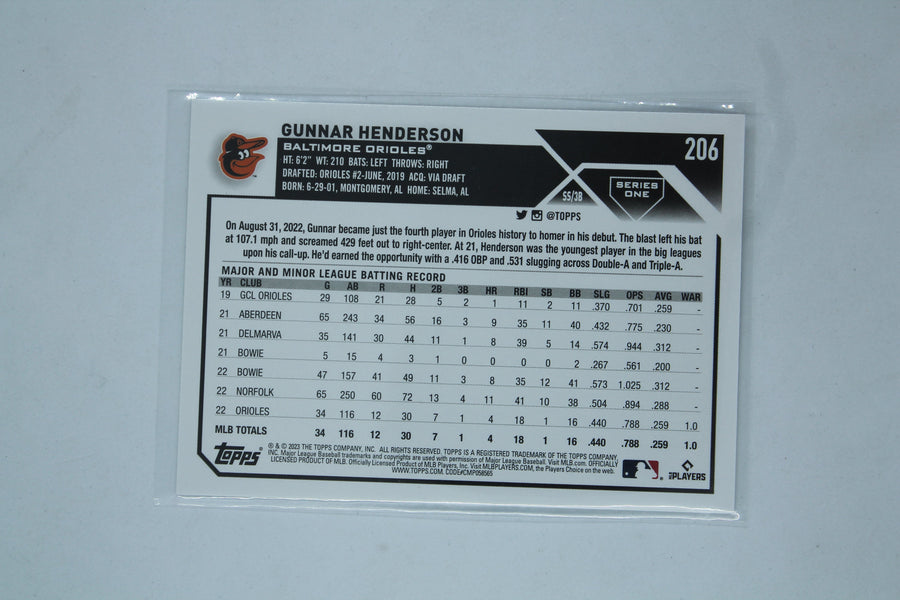 GUNNAR HENDERSON
206
BALTIMORE ORIOLES®
HT: 6'2" WT: 210 BATS: LEFT THROWS: RIGHT
DRAFTED: ORIOLES #2-JUNE, 2019 ACQ: VIA DRAFT
BORN: 6-29-01, MONTGOMERY, AL HOME: SELMA, AL
SS/3B
SERIES
ONE
@TOPPS
On August 31, 2022, Gunnar became just the fourth player in Orioles history to homer in his debut. The blast left his bat
at 107.1 mph and screamed 429 feet out to right-center. At 21, Henderson was the youngest player in the big leagues
upon his call-up. He'd earned the opportunity with a .416 OBP and .531 slugging across Double-A and Triple-A.
MAJOR AND MINOR LEAGUE BATTING RECORD
YR CLUB G AB R H 2B 3B HR RBI SB BB SLG OPS AVG WAR
19 GCL ORIOLES 29 108 21 28 5 2 1 11 2 11 .370 .701 .259 -
21 ABERDEEN 65 243 34 56 16 3 9 35 11 40 .432 .775 .230 -
21 DELMARVA 35 141 30 44 11 1 8 39 5 14 .574 .944 .312 -
21 BOWIE 5 15 4 3 1 0 0 0 0 2 .267 .561 .200 -
22 BOWIE 47 157 41 49 11 3 8 35 12 41 .573 1.025 .312 -
22 NORFOLK 65 250 60 72 13 4 11 41 10 38 .504 .894 .288 -
22 ORIOLES 34 116 12 30 7 1 4 18 1 16 .440 .788 .259 1.0
MLB TOTALS 34 116 12 30 7 1 4 18 1 16 .440 .788 .259 1.0
Topps
® & © 2023 THE TOPPS COMPANY, INC. ALL RIGHTS RESERVED. TOPPS IS A REGISTERED TRADEMARK OF THE TOPPS COMPANY,
INC. Major League Baseball trademarks and copyrights are used with permission of Major League Baseball. Visit MLB.com. OFFICIALLY
LICENSED PRODUCT OF MLB. Officially Licensed Product of MLB Players, Inc. Visit MLBPLAYERS.COM, the Players Choice on the web.
WWW.TOPPS.COM. CODE#CMP058565
MLB PLAYERS